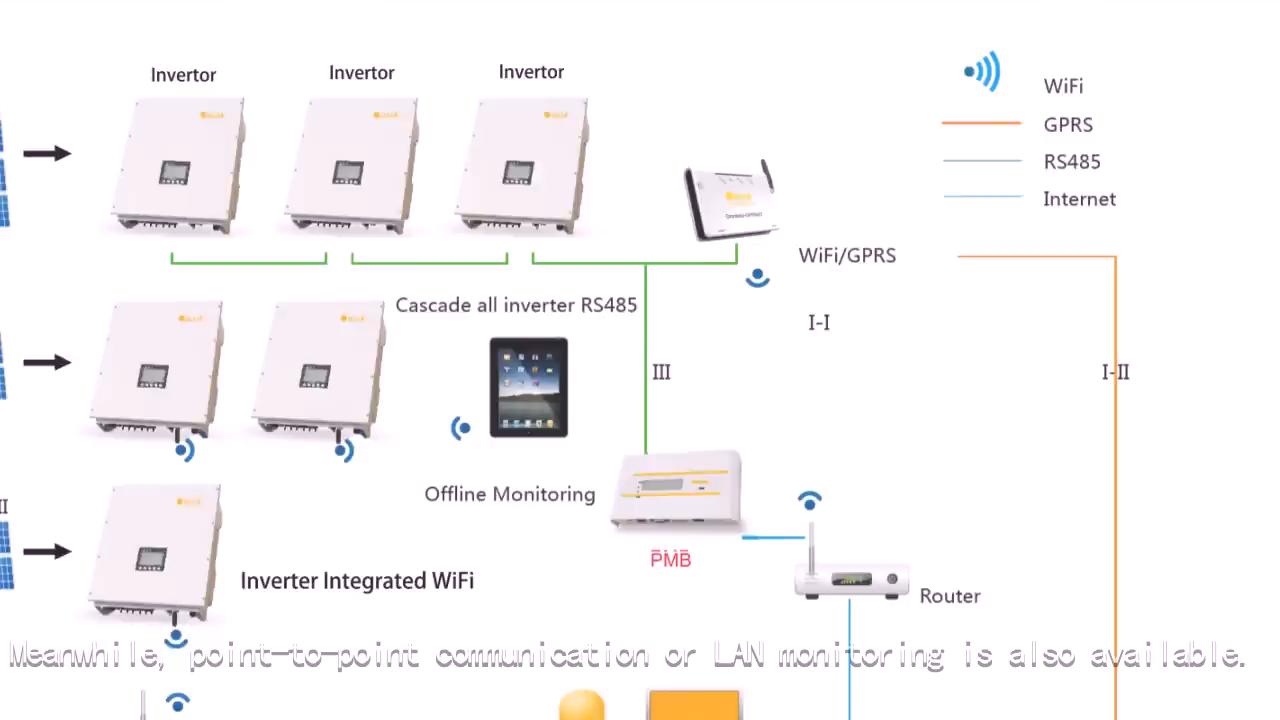 Invertor
Invertor
Invertor
WiFi
GPRS
RS485
Internet
WiFi/GPRS
Cascade all inverter RS485
I-I
III
I-II
Offline Monitoring
II
PMB
Inverter Integrated WiFi
Router
Meanwhile, point-to-point communication or LAN monitoring is also available.